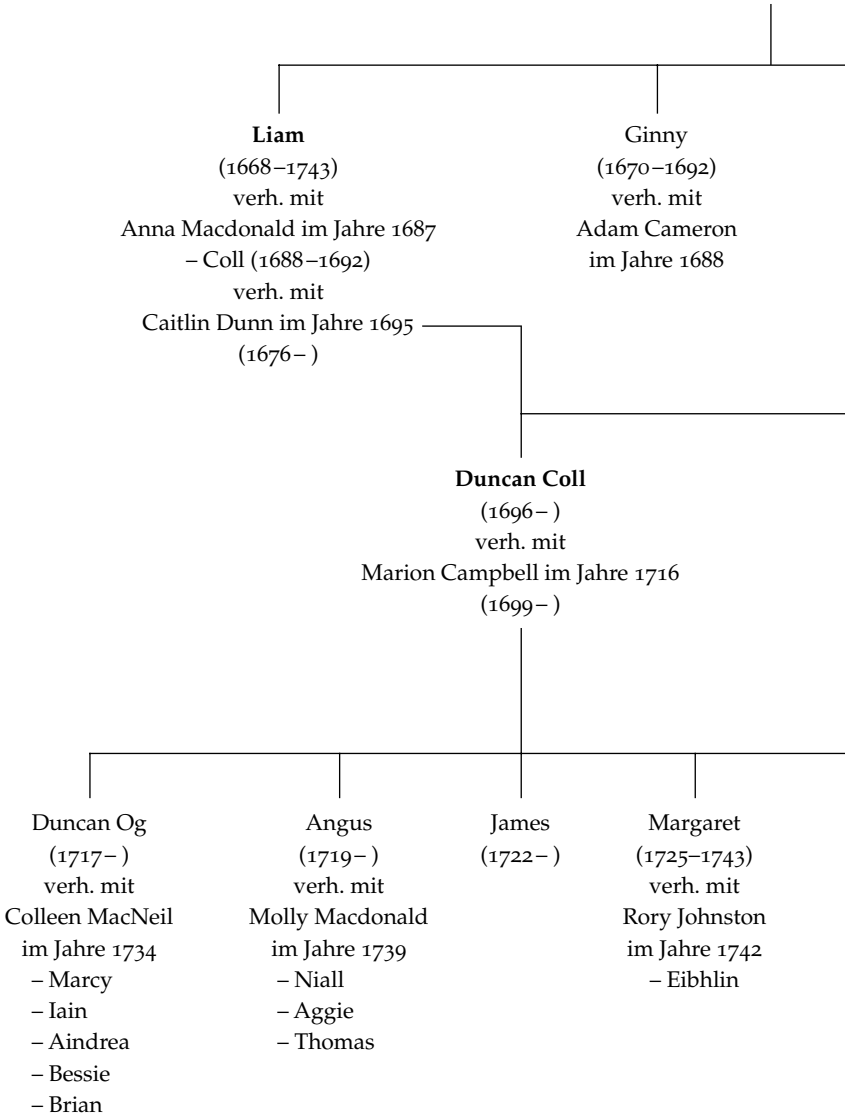 Liam
(1668–1743)
verh. mit
Anna Macdonald im Jahre 1687
– Coll (1688–1692)
verh. mit
Caitlin Dunn im Jahre 1695
(1676– )
Ginny
(1670–1692)
verh. mit
Adam Cameron
im Jahre 1688
Duncan Coll
(1696– )
verh. mit
Marion Campbell im Jahre 1716
(1699– )
Duncan Og
(1717– )
verh. mit
Colleen MacNeil
im Jahre 1734
– Marcy
– Iain
– Aindrea
– Bessie
– Brian
Angus
(1719– )
verh. mit
Molly Macdonald
im Jahre 1739
– Niall
– Aggie
– Thomas
James
(1722– )
Margaret
(1725–1743)
verh. mit
Rory Johnston
im Jahre 1742
– Eibhlin